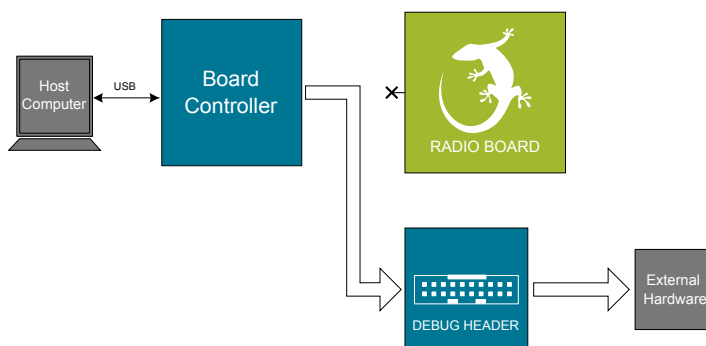 Host
Computer
USB
Board
Controller
RADIO BOARD
DEBUG HEADER
External
Hardware